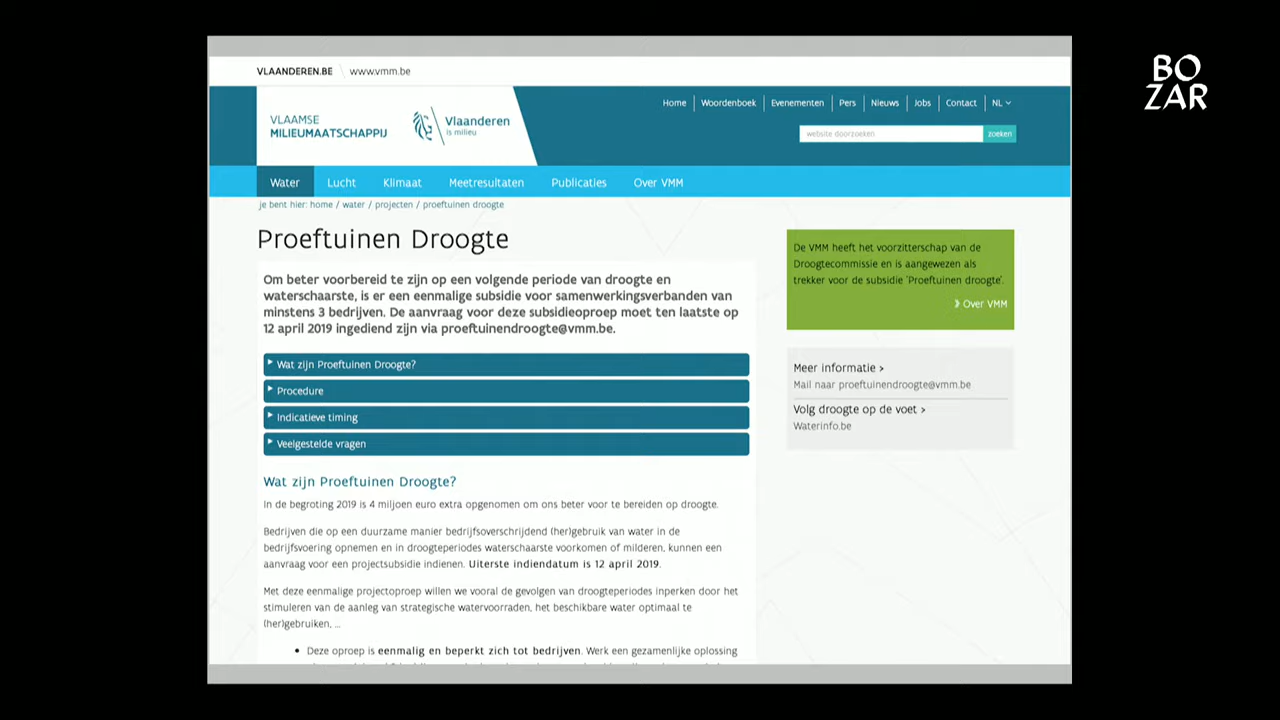 BO
ZAR
VLAANDEREN.BE www.vmm.be
VLAAMSE
MILIEUMAATSCHAPPIJ
Vlaanderen
is milieu
Home Woordenboek Evenementen Pers Nieuws Jobs Contact NL
website doorzoeken zoeken
Water Lucht Klimaat Meetresultaten Publicaties Over VMM
je bent hier: home / water / projecten / proeftuinen droogte
Proeftuinen Droogte
Om beter voorbereid te zijn op een volgende periode van droogte en
waterschaarste, is er een eenmalige subsidie voor samenwerkingsverbanden van
minstens 3 bedrijven. De aanvraag voor deze subsidieoproep moet ten laatste op
12 april 2019 ingediend zijn via proeftuinendroogte@vmm.be.
Wat zijn Proeftuinen Droogte?
Procedure
Indicatieve timing
Veelgestelde vragen
Wat zijn Proeftuinen Droogte?
In de begroting 2019 is 4 miljoen euro extra opgenomen om ons beter voor te bereiden op droogte.
Bedrijven die op een duurzame manier bedrijfsoverschrijdend (her)gebruik van water in de
bedrijfsvoering opnemen en in droogteperiodes waterschaarste voorkomen of milderen, kunnen een
aanvraag voor een projectsubsidie indienen. Uiterste indiendatum is 12 april 2019.
Met deze eenmalige projectoproep willen we vooral de gevolgen van droogteperiodes inperken door het
stimuleren van de aanleg van strategische watervoorraden, het beschikbare water optimaal te
(her)gebruiken, ...
• Deze oproep is eenmalig en beperkt zich tot bedrijven. Werk een gezamenlijke oplossing
De VMM heeft het voorzitterschap van de
Droogtecommissie en is aangewezen als
trekker voor de subsidie 'Proeftuinen droogte'.
Over VMM
Meer informatie >
Mail naar proeftuinendroogte@vmm.be
Volg droogte op de voet >
Waterinfo.be